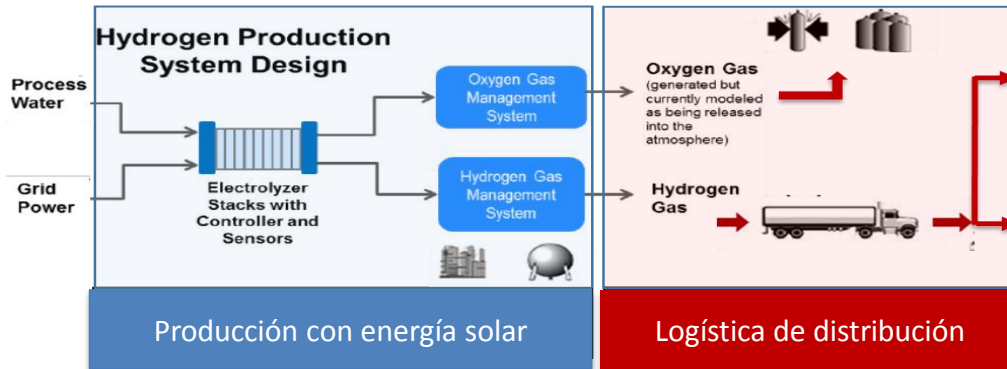 Hydrogen Production
System Design
Process
Water
Grid
Power
Electrolyzer
Stacks with
Controller and
Sensors
Oxygen Gas
Management
System
Hydrogen Gas
Management
System
Producción con energía solar
Oxygen Gas
(generated but
currently modeled
as being released
into the
atmosphere)
Hydrogen
Gas
Logística de distribución